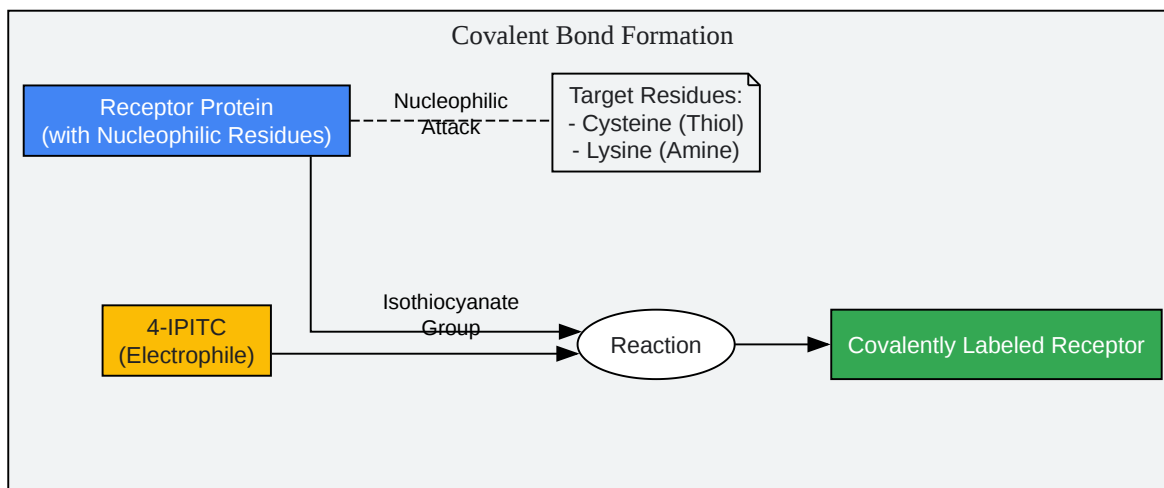 Covalent Bond Formation
Receptor Protein
(with Nucleophilic Residues)
Nucleophilic
Attack
Target Residues:
- Cysteine (Thiol)
- Lysine (Amine)
Isothiocyanate
Group
4-IPITC
(Electrophile)
Reaction
Covalently Labeled Receptor